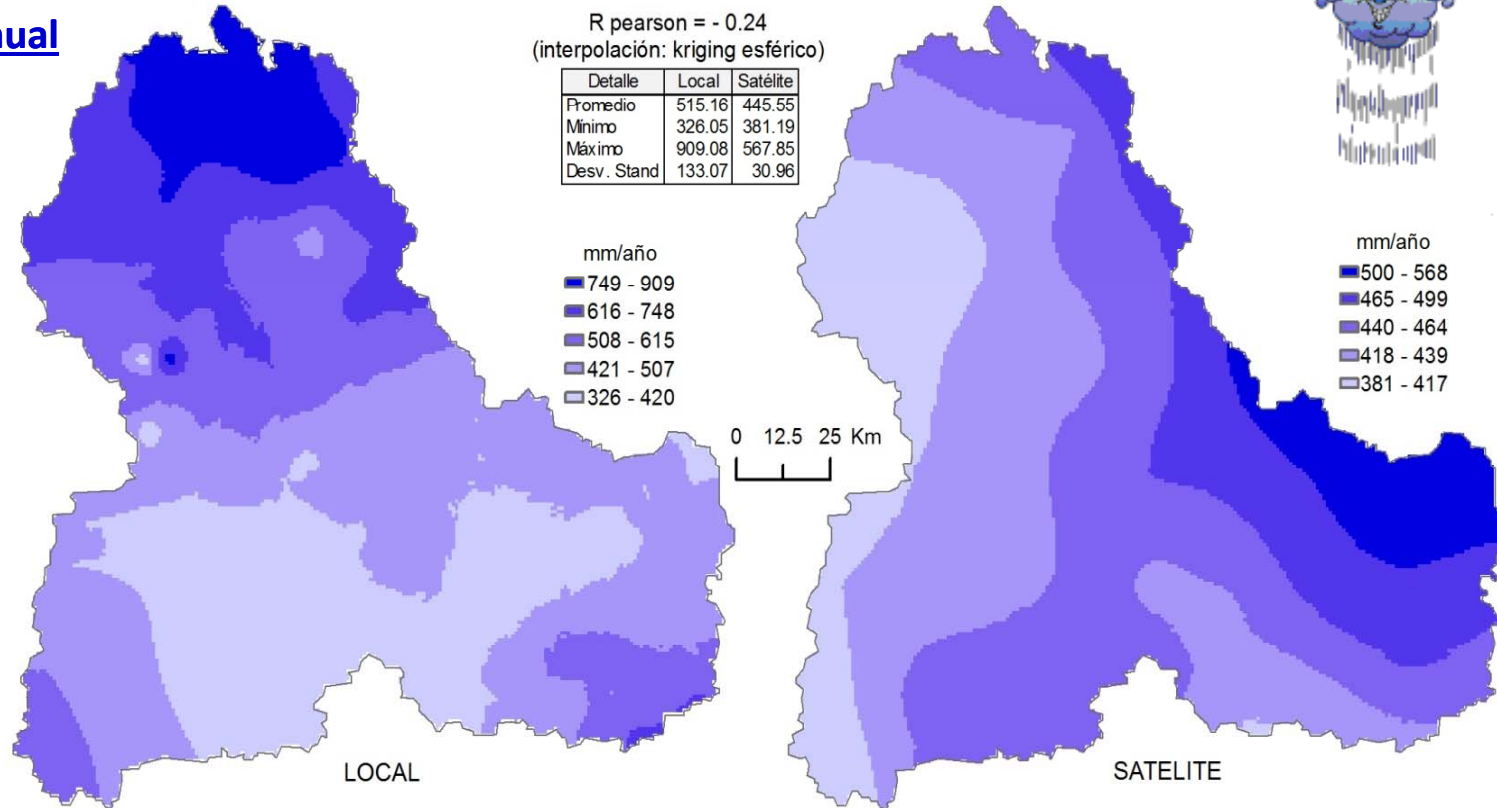 nual
R pearson = - 0.24
(interpolación: kriging esférico)
Detalle Local Satélite
Promedio 515.16 445.55
Mínimo 326.05 381.19
Máximo 909.08 567.85
Desv. Stand 133.07 30.96
mm/año
749 - 909
616 - 748
508 - 615
421 - 507
326 - 420
0 12.5 25 Km
mm/año
500 - 568
465 - 499
440 - 464
418 - 439
381 - 417
LOCAL
SATELITE